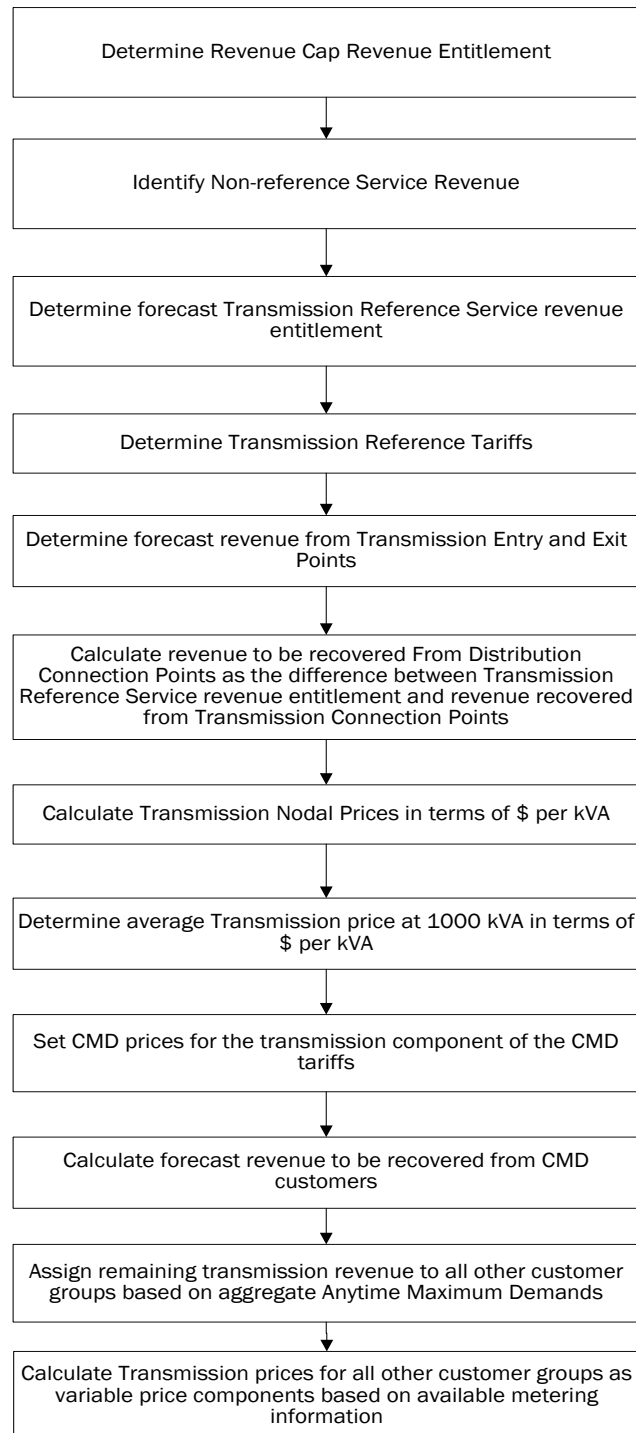 Determine Revenue Cap Revenue Entitlement
Identify Non-reference Service Revenue
Determine forecast Transmission Reference Service revenue
entitlement
Determine Transmission Reference Tariffs
Determine forecast revenue from Transmission Entry and Exit
Points
Calculate revenue to be recovered From Distribution
Connection Points as the difference between Transmission
Reference Service revenue entitlement and revenue recovered
from Transmission Connection Points
Calculate Transmission Nodal Prices in terms of $ per kVA
Determine average Transmission price at 1000 kVA in terms of
$ per kVA
Set CMD prices for the transmission component of the CMD
tariffs
Calculate forecast revenue to be recovered from CMD
customers
Assign remaining transmission revenue to all other customer
groups based on aggregate Anytime Maximum Demands
Calculate Transmission prices for all other customer groups as
variable price components based on available metering
information